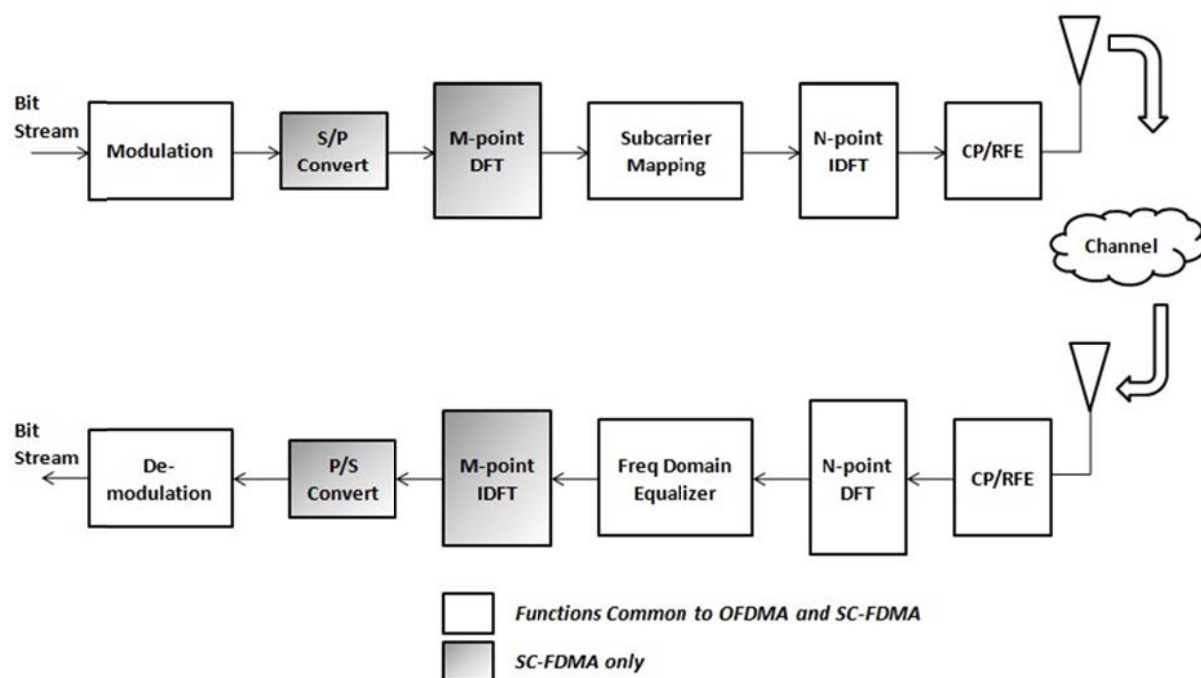 Bit
Stream
Modulation
S/P
Convert
M-point
DFT
Subcarrier
Mapping
N-point
IDFT
CP/RFE
Channel
Bit
Stream
De-
modulation
P/S
Convert
M-point
IDFT
Freq Domain
Equalizer
N-point
DFT
CP/RFE
Functions Common to OFDMA and SC-FDMA
SC-FDMA only